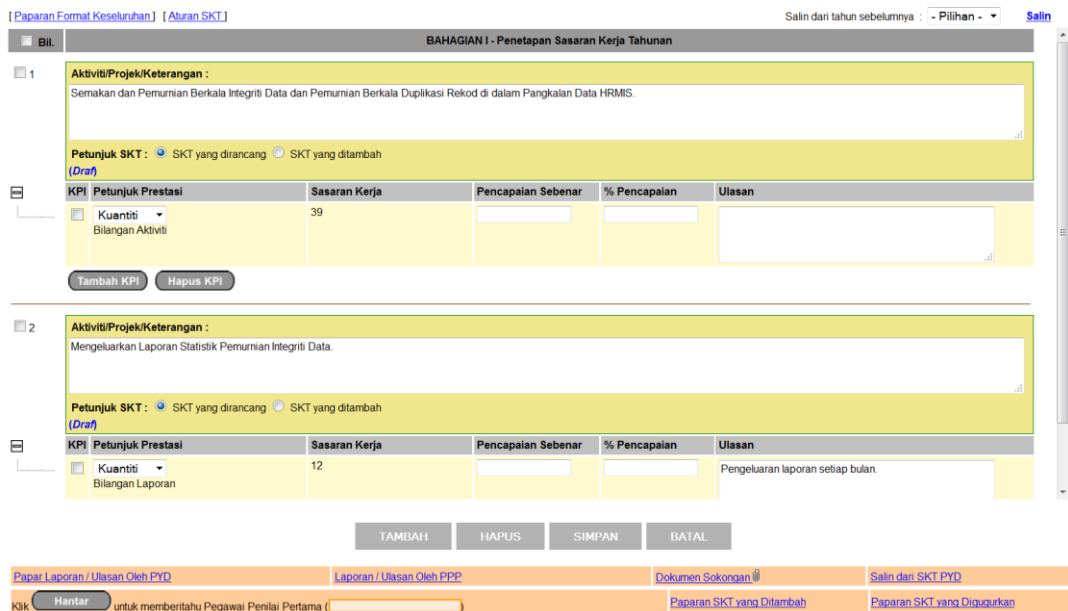 [ Paparan Format Keseluruhan ] [ Aturan SKT ] Salin dari tahun sebelumnya : - Pilihan - Salin
Bil. BAHAGIAN I - Penetapan Sasaran Kerja Tahunan
1 Aktiviti/Projek/Keterangan :
Semakan dan Pemurnian Berkala Integriti Data dan Pemurnian Berkala Duplikasi Rekod di dalam Pangkalan Data HRMIS.
Petunjuk SKT : SKT yang dirancang SKT yang ditambah
(Draf)
KPI Petunjuk Prestasi Sasaran Kerja Pencapaian Sebenar % Pencapaian Ulasan
Kuantiti 39
Bilangan Aktiviti
Tambah KPI Hapus KPI
2 Aktiviti/Projek/Keterangan :
Mengeluarkan Laporan Statistik Pemurnian Integriti Data.
Petunjuk SKT : SKT yang dirancang SKT yang ditambah
(Draf)
KPI Petunjuk Prestasi Sasaran Kerja Pencapaian Sebenar % Pencapaian Ulasan
Kuantiti 12 Pengeluaran laporan setiap bulan.
Bilangan Laporan
TAMBAH HAPUS SIMPAN BATAL
Papar Laporan / Ulasan Oleh PYD Laporan / Ulasan Oleh PPP Dokumen Sokongan Salin dari SKT PYD
Klik Hantar untuk memberitahu Pegawai Penilai Pertama ( ) Paparan SKT yang Ditambah Paparan SKT yang Digugurkan